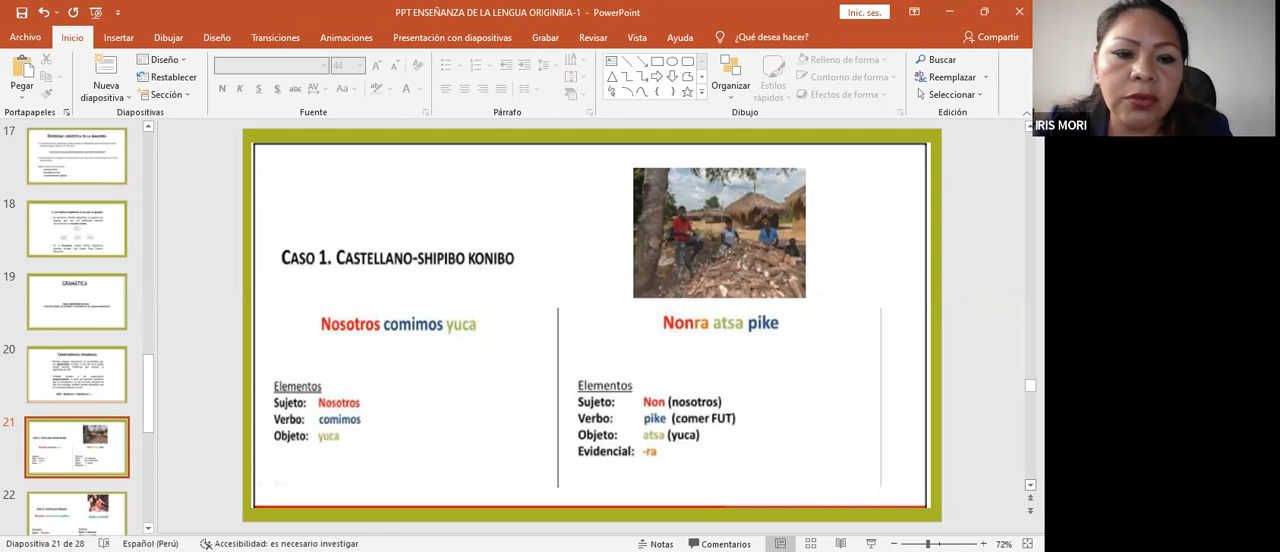 PPT ENSEÑANZA DE LA LENGUA ORIGINRIA-1 - PowerPoint
Inic. ses.
Archivo Inicio Insertar Dibujar Diseño Transiciones Animaciones Presentación con diapositivas Grabar Revisar Vista Ayuda ¿Qué desea hacer? Compartir
Pegar
Nueva diapositiva
Diseño
Restablecer
Sección
44
N K S S abc AV Aa A
Organizar
Estilos rápidos
Relleno de forma
Contorno de forma
Efectos de forma
Buscar
Reemplazar
Seleccionar
Portapapeles Diapositivas Fuente Párrafo Dibujo Edición
IRIS MORI
17
18
19
GRAMÁTICA
20
21
22
CASO 1. CASTELLANO-SHIPIBO KONIBO
Nosotros comimos yuca
Elementos
Sujeto: Nosotros
Verbo: comimos
Objeto: yuca
Nonra atsa pike
Elementos
Sujeto: Non (nosotros)
Verbo: pike (comer FUT)
Objeto: atsa (yuca)
Evidencial: -ra
Diapositiva 21 de 28 Español (Perú) Accesibilidad: es necesario investigar Notas Comentarios 72%